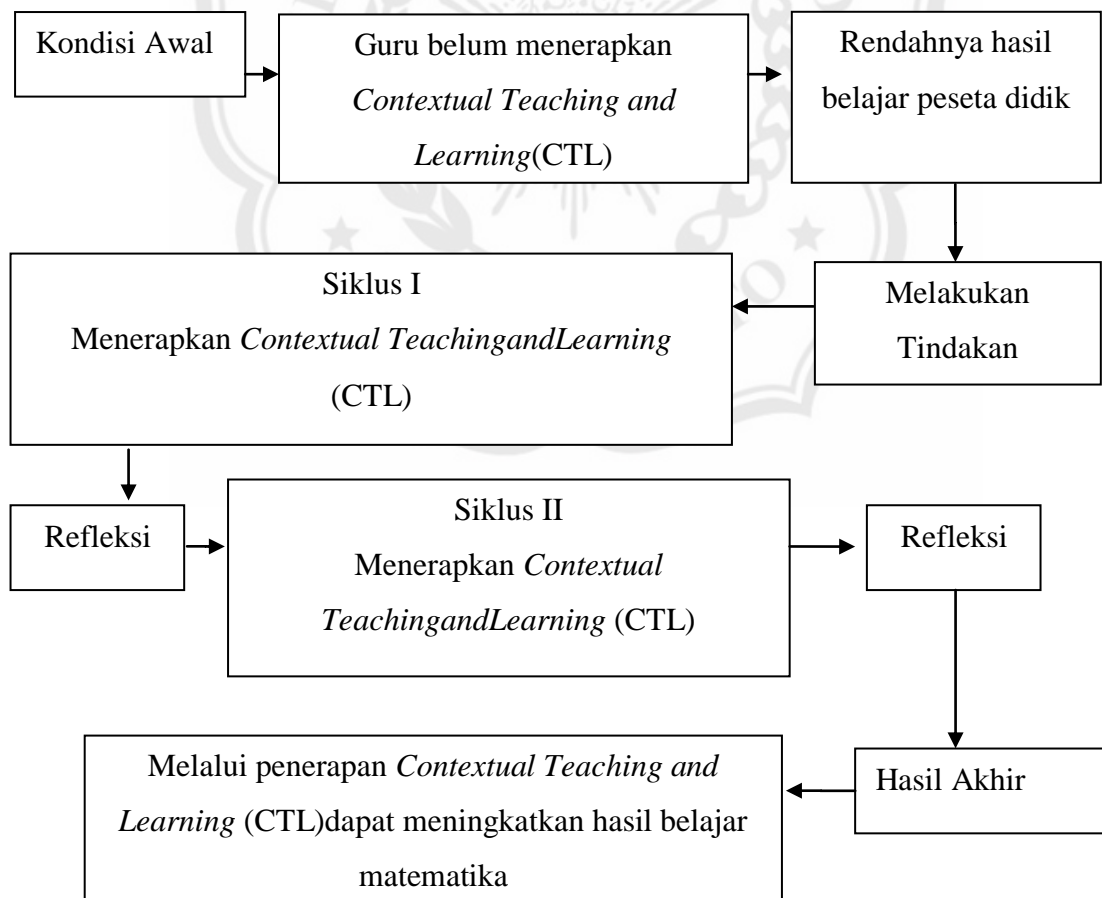 Kondisi Awal
Guru belum menerapkan
Contextual Teaching and
Learning(CTL)
Rendahnya hasil
belajar peseta didik
Melakukan
Tindakan
Siklus I
Menerapkan Contextual TeachingandLearning
(CTL)
Refleksi
Siklus II
Menerapkan Contextual
TeachingandLearning (CTL)
Refleksi
Hasil Akhir
Melalui penerapan Contextual Teaching and
Learning (CTL)dapat meningkatkan hasil belajar
matematika